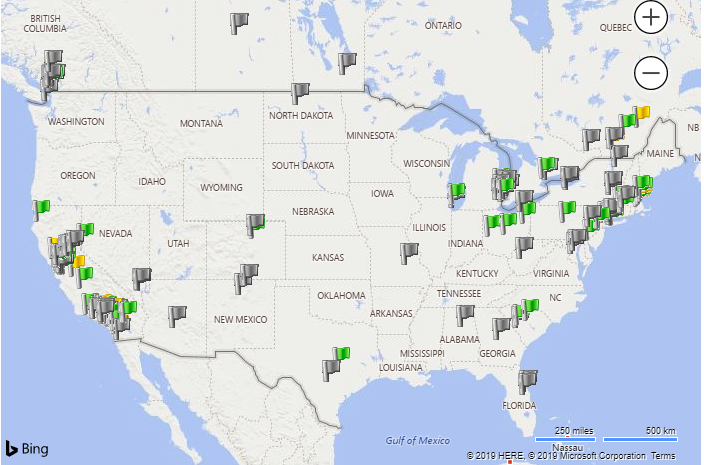 BRITISH
COLUMBIA
ONTARIO
QUEBEC
WASHINGTON
MONTANA
NORTH DAKOTA
MINNESOTA
NB
MAINE
N
OREGON
IDAHO
SOUTH DAKOTA
WISCONSIN
WYOMING
IOWA
NEBRASKA
NEVADA
UTAH
ILLINOIS
INDIANA
KANSAS
KENTUCKY
VIRGINIA
OKLAHOMA
TENNESSEE
NC
NEW MEXICO
ARKANSAS
ALABAMA
MISSISSIPPI
GEORGIA
LOUISIANA
FLORIDA
Gulf of Mexico
250 miles
500 km
Nassau
Bing
© 2019 HERE, © 2019 Microsoft Corporation Terms